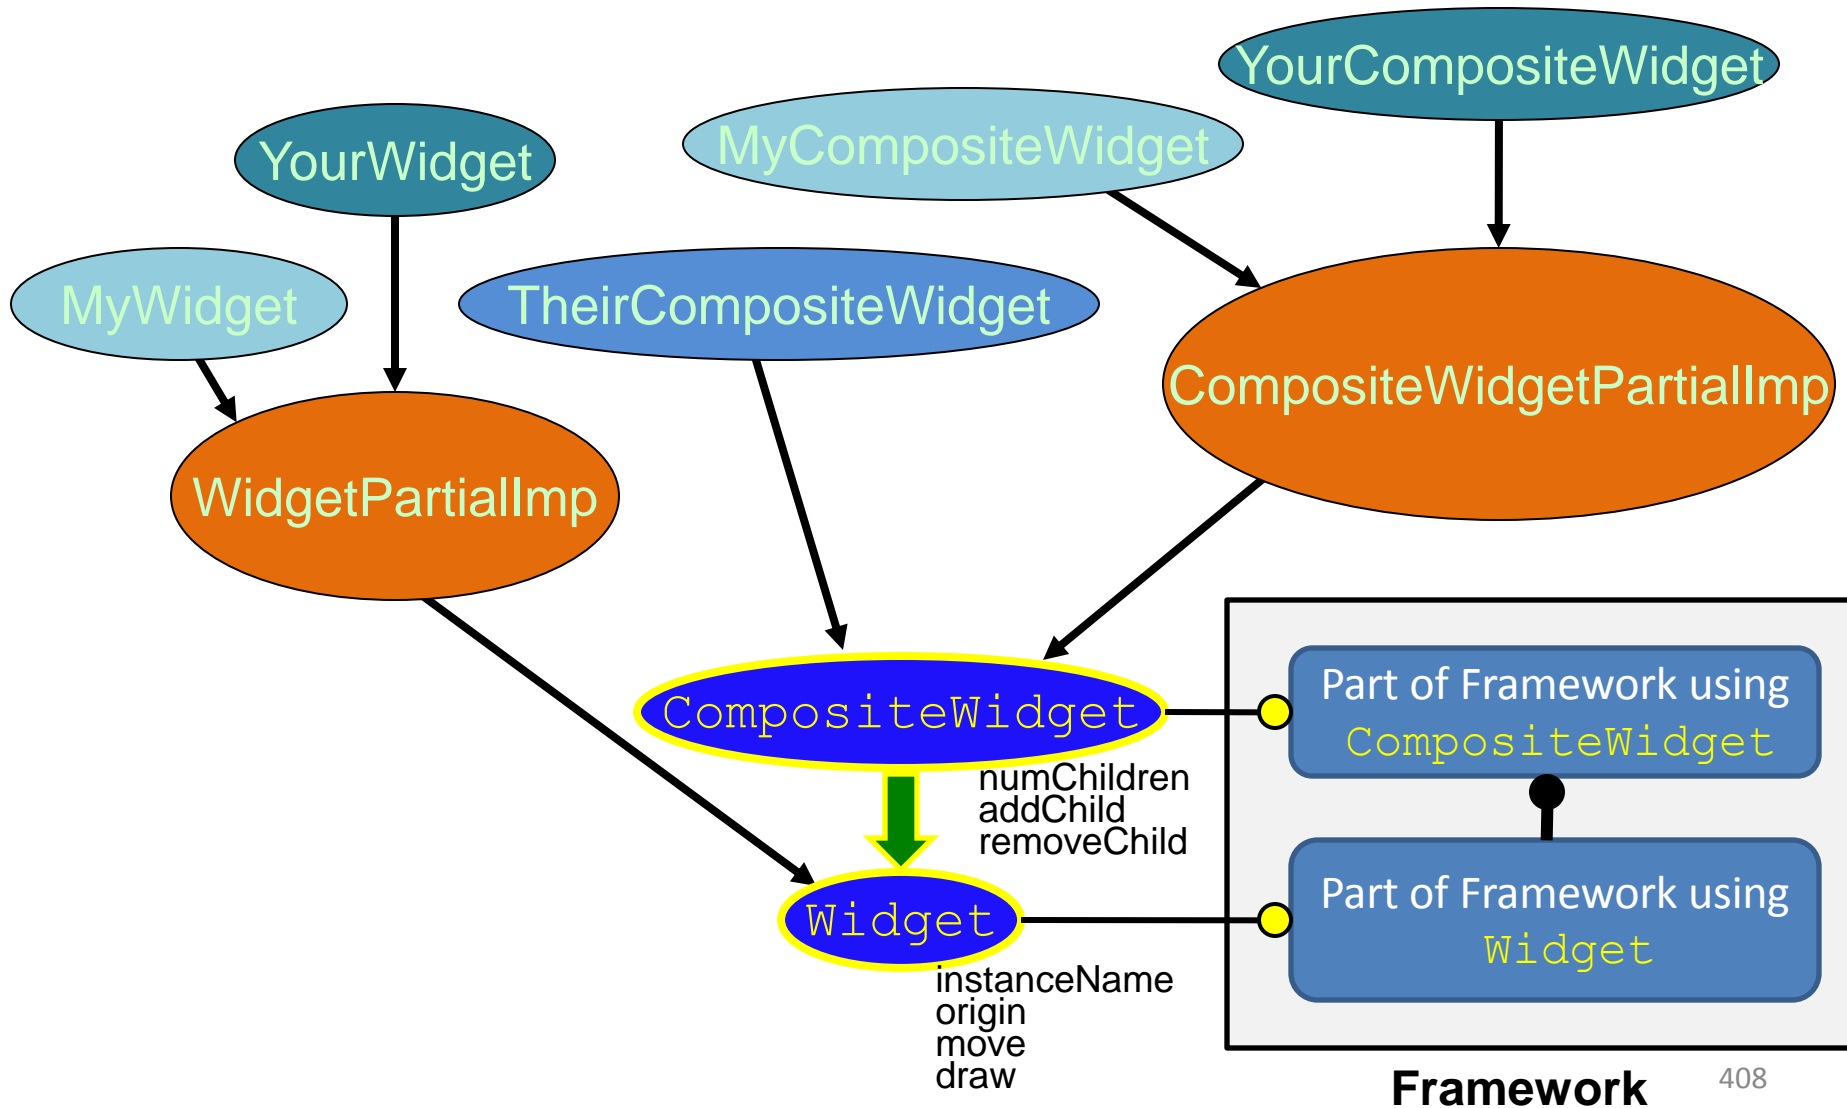 YourCompositeWidget
MyCompositeWidget
YourWidget
MyWidget
TheirCompositeWidget
CompositeWidgetPartialImp
WidgetPartialImp
CompositeWidget
numChildren
addChild
removeChild
Widget
instanceName
origin
move
draw
Part of Framework using
CompositeWidget
Part of Framework using
Widget
Framework
408